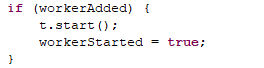 if (workerAdded) {
    t.start();
    workerStarted = true;
}